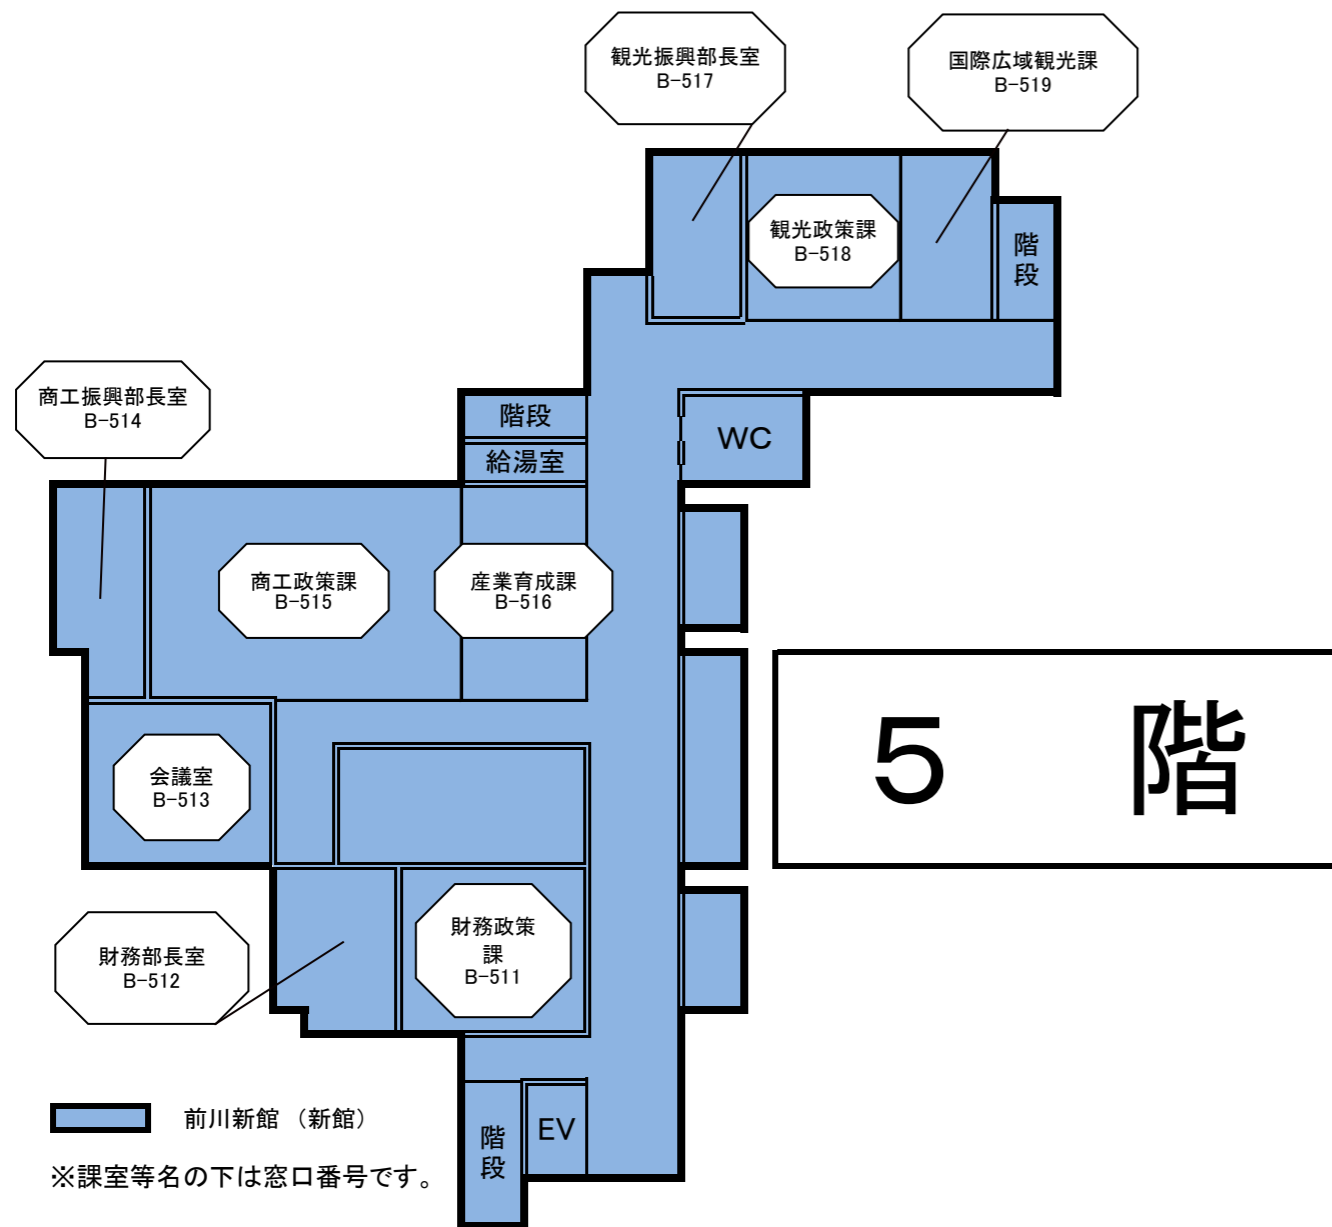 観光振興部長室
B-517
国際広域観光課
B-519
観光政策課
B-518
階
段
商工振興部長室
B-514
階段
給湯室
WC
商工政策課
B-515
産業育成課
B-516
5 階
会議室
B-513
財務政策
課
B-511
財務部長室
B-512
前川新館 （新館）
階
段
EV
※課室等名の下は窓口番号です。